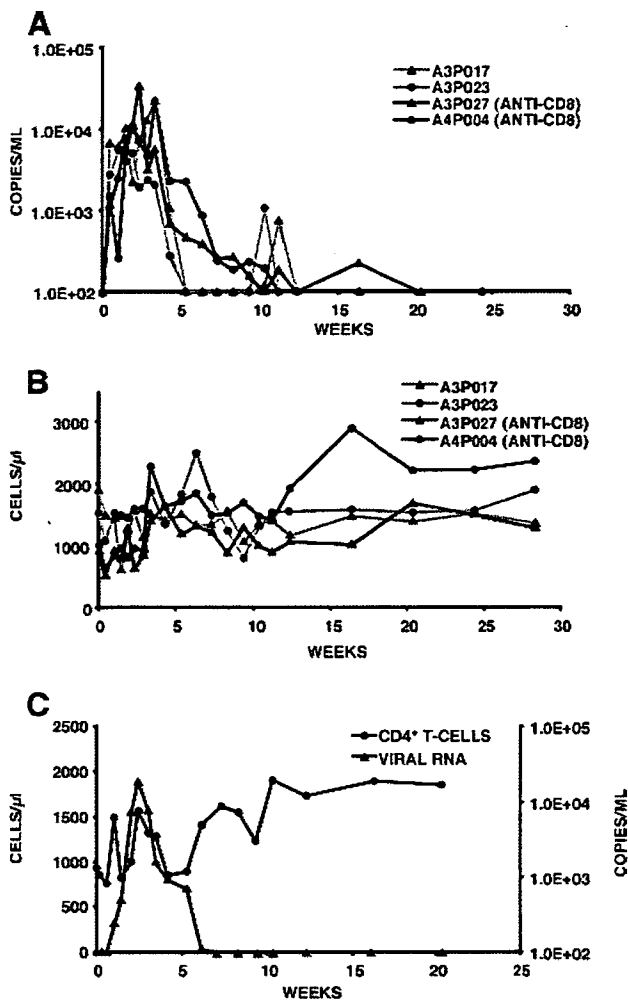 A
1.0E+05
1.0E+04
1.0E+03
1.0E+02
COPIES/ML
0 5 10 15 20 25 30
WEEKS
A3P017
A3P023
A3P027 (ANTI-CD8)
A4P004 (ANTI-CD8)
B
3000
2000
1000
0
CELLS/µl
0 5 10 15 20 25 30
WEEKS
A3P017
A3P023
A3P027 (ANTI-CD8)
A4P004 (ANTI-CD8)
C
2500
2000
1500
1000
500
0
CELLS/µl
0 5 10 15 20 25
WEEKS
CD4⁺ T-CELLS
VIRAL RNA
1.0E+05
1.0E+04
1.0E+03
1.0E+02
COPIES/ML